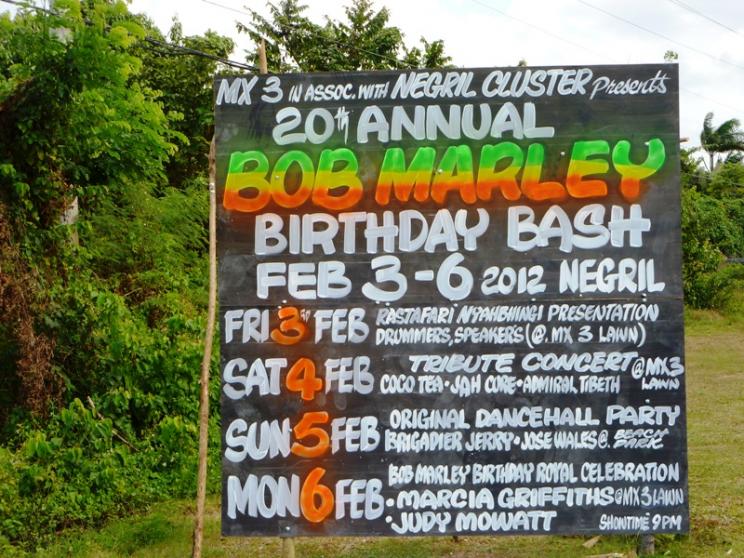 MX 3 IN ASSOC. WITH NEGRIL CLUSTER Presents
20th ANNUAL
BOB MARLEY
BIRTHDAY BASH
FEB 3-6 2012 NEGRIL
FRI 3RD FEB RASTAFARI NYAHBHINGI PRESENTATION
DRUMMERS, SPEAKERS (@. MX 3 LAWN)
SAT 4 FEB TRIBUTE CONCERT @ MX 3 LAWN
COCO TEA • JAH CURE • ADMIRAL TIBETH
SUN 5 FEB ORIGINAL DANCEHALL PARTY
BRIGADIER JERRY • JOSE WALES @. BEACH
MON 6 FEB BOB MARLEY BIRTHDAY ROYAL CELEBRATION
• MARCIA GRIFFITHS @ MX 3 LAWN
• JUDY MOWATT SHOWTIME 9PM